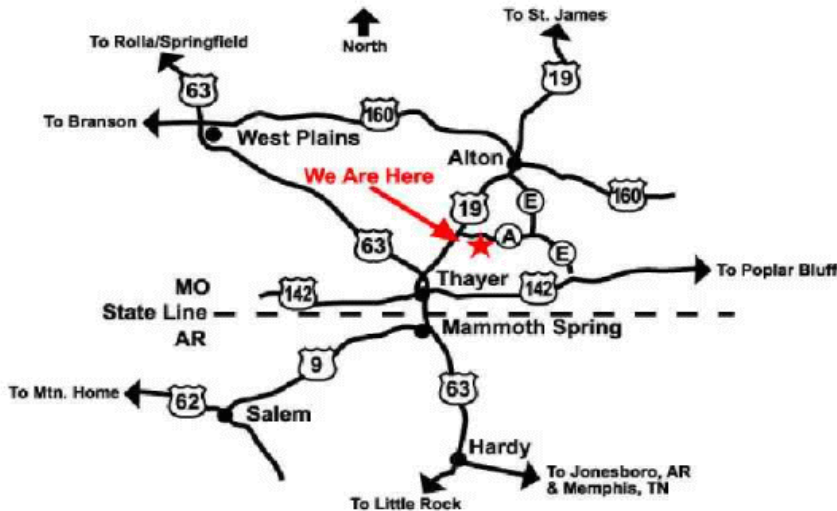 To St. James
North
To Rolla/Springfield
63
19
160
To Branson
West Plains
Alton
We Are Here
E
160
19
63
A
E
Thayer
To Poplar Bluff
MO
142
142
State Line
AR
Mammoth Spring
9
63
To Mtn. Home
62
Salem
Hardy
To Jonesboro, AR
& Memphis, TN
To Little Rock